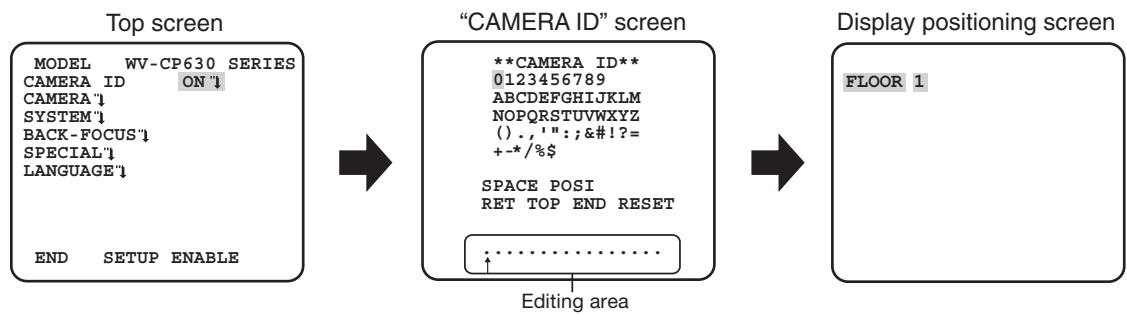 Top screen
MODEL WV-CP630 SERIES
CAMERA ID ON
CAMERA
SYSTEM
BACK-FOCUS
SPECIAL
LANGUAGE
END SETUP ENABLE
“CAMERA ID” screen
**CAMERA ID**
0123456789
ABCDEFGHIJKLM
NOPQRSTUVWXYZ
().,'":;&#!?=
+-*/%$
SPACE POSI
RET TOP END RESET
................
Editing area
Display positioning screen
FLOOR 1